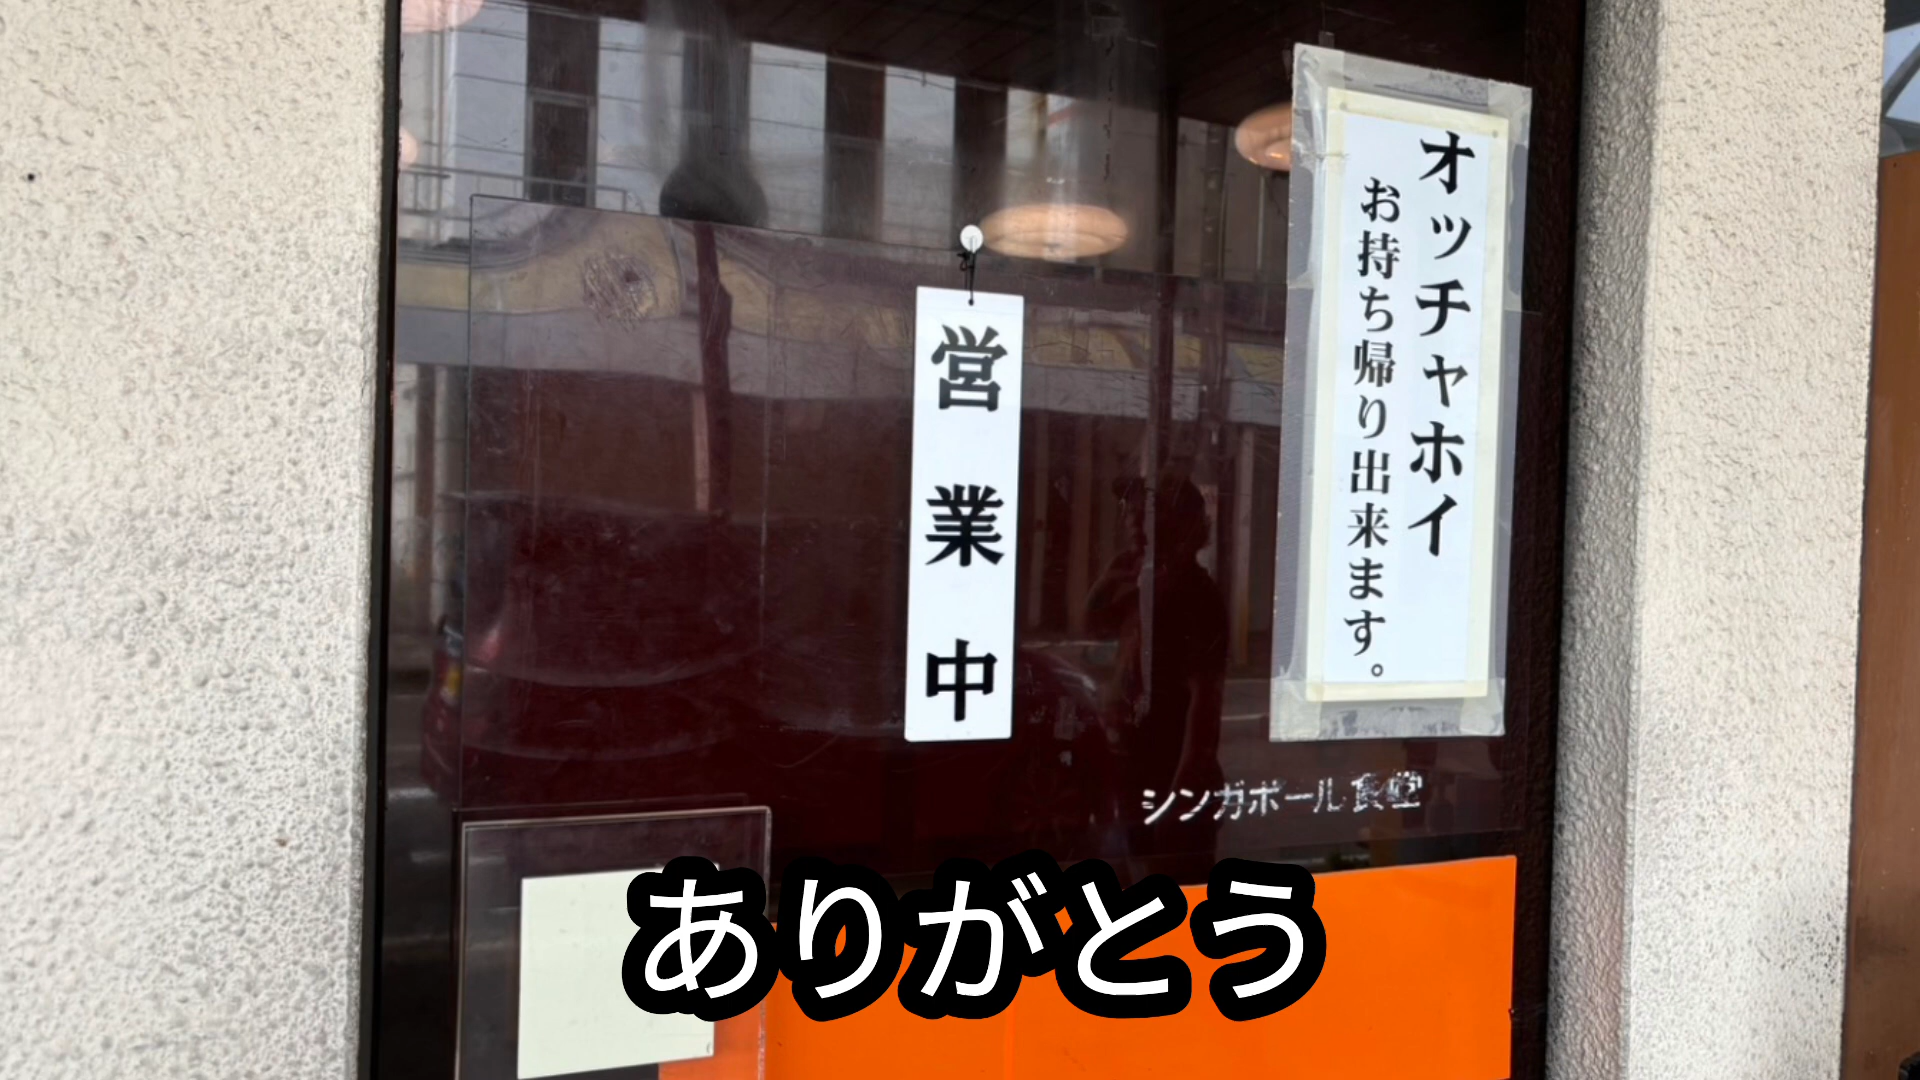 オッチャホイ
お持ち帰り出来ます。
営業中
シンガポール食堂
ありがとう